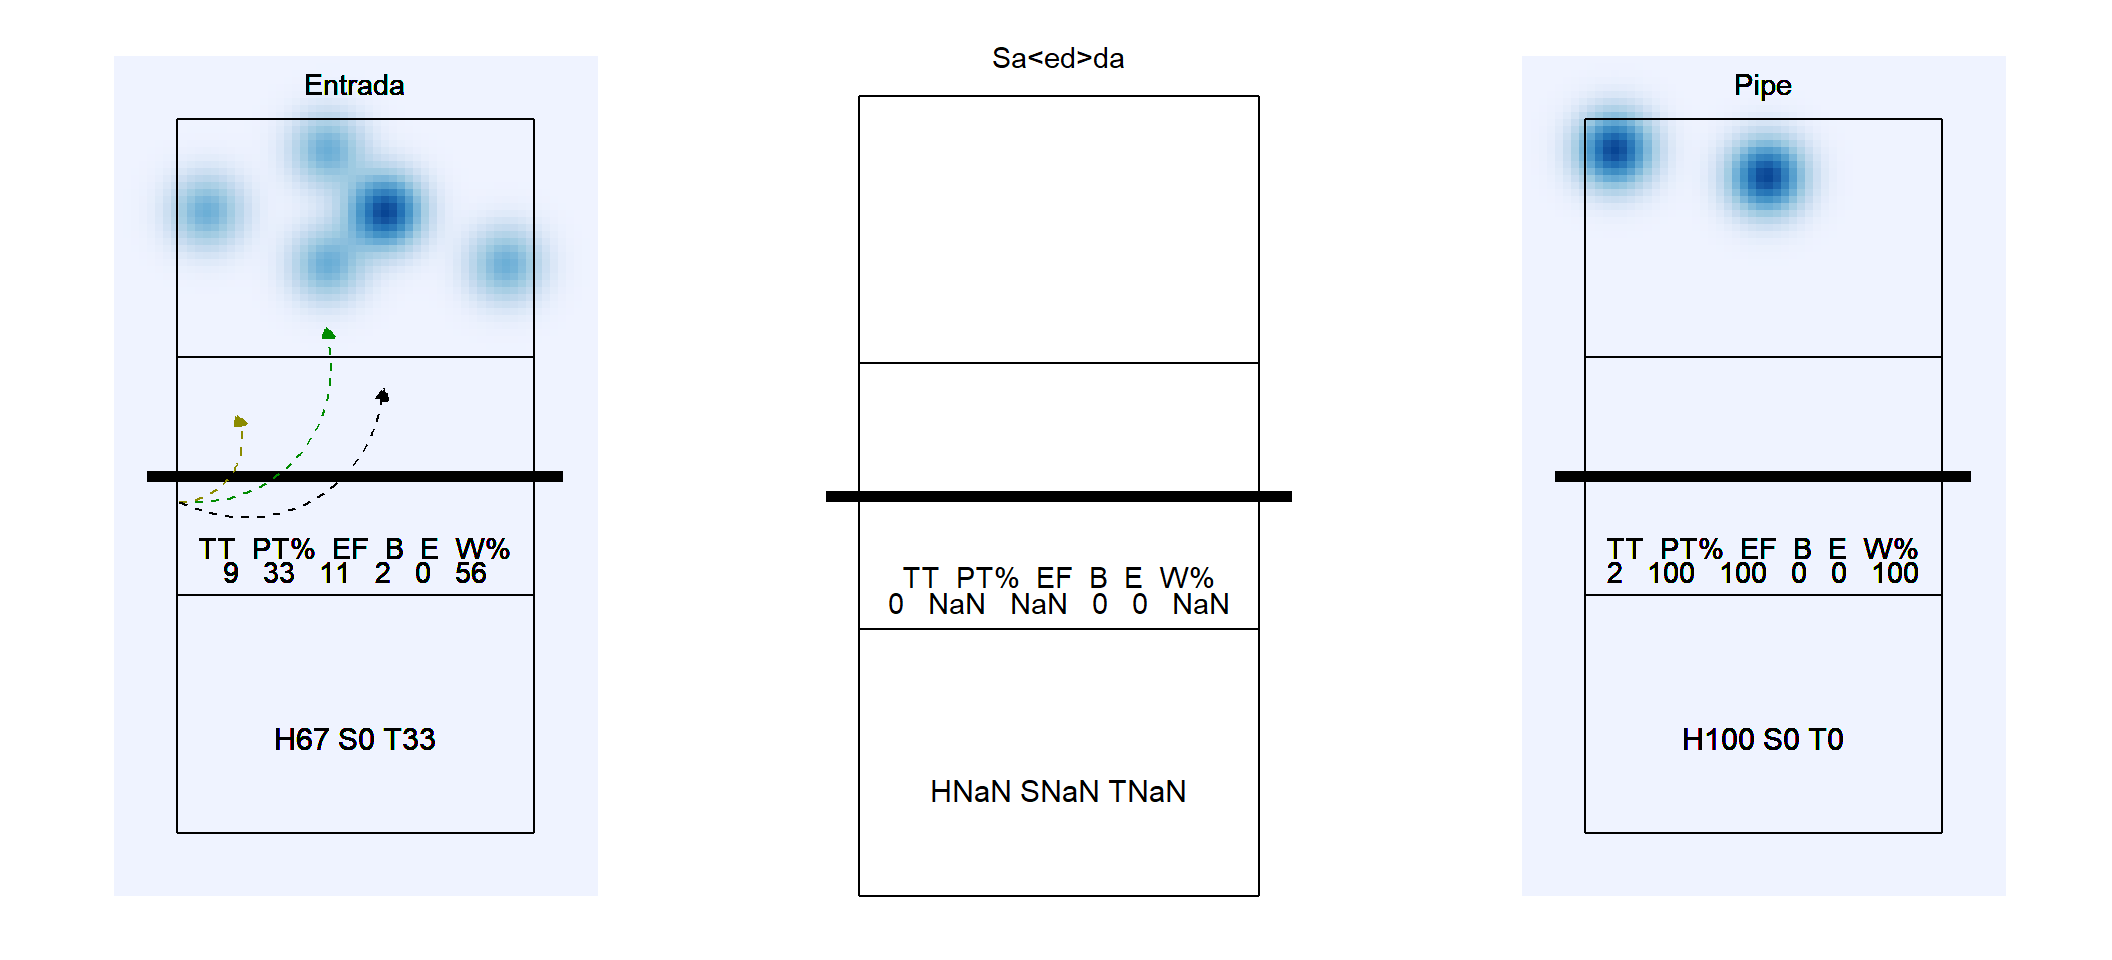 Entrada
TT PT% EF B E W%
9 33 11 2 0 56
H67 S0 T33
Sa<ed>da
TT PT% EF B E W%
0 NaN NaN 0 0 NaN
HNaN SNaN TNaN
Pipe
TT PT% EF B E W%
2 100 100 0 0 100
H100 S0 T0